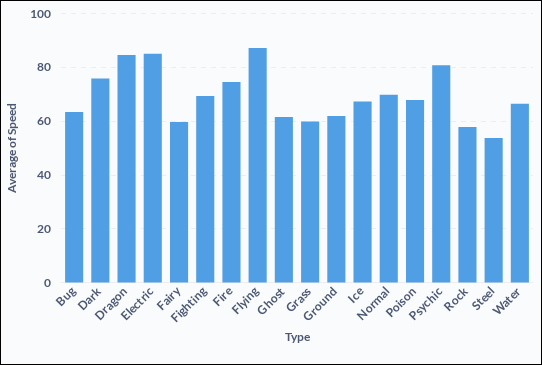 100
80
60
40
20
0
Average of Speed
Bug
Dark
Dragon
Electric
Fairy
Fighting
Fire
Flying
Ghost
Grass
Ground
Ice
Normal
Poison
Psychic
Rock
Steel
Water
Type